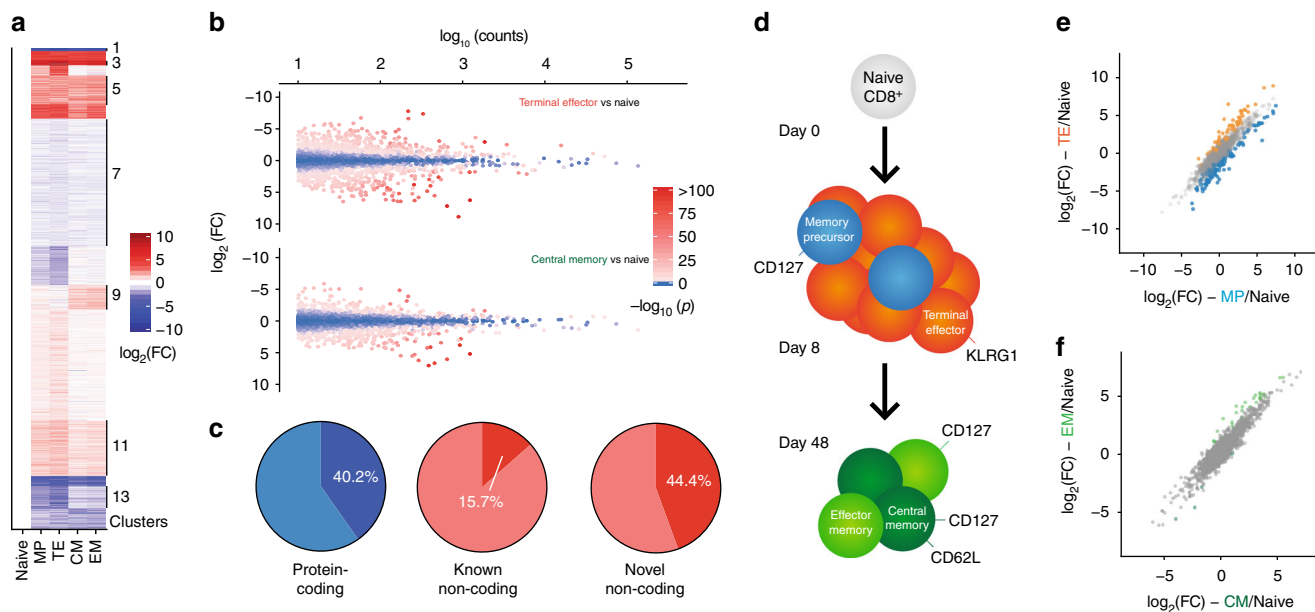 a
1
3
5
7
9
11
13
Clusters
10
5
0
−5
−10
log2(FC)
Naive
MP
TE
CM
EM
b
log10 (counts)
1 2 3 4 5
−10
−5
0
5
10
Terminal effector vs naive
log2 (FC)
−10
−5
0
5
10
Central memory vs naive
>100
75
50
25
0
−log10 (p)
c
40.2%
Protein-
coding
15.7%
Known
non-coding
44.4%
Novel
non-coding
d
Naive
CD8+
Day 0
Memory
precursor
CD127
Terminal
effector
KLRG1
Day 8
Day 48
CD127
Effector
memory
Central
memory
CD127
CD62L
e
log2(FC) − TE/Naive
10
5
0
−5
−10
−10 −5 0 5 10
log2(FC) − MP/Naive
f
log2(FC) − EM/Naive
5
0
−5
−5 0 5
log2(FC) − CM/Naive